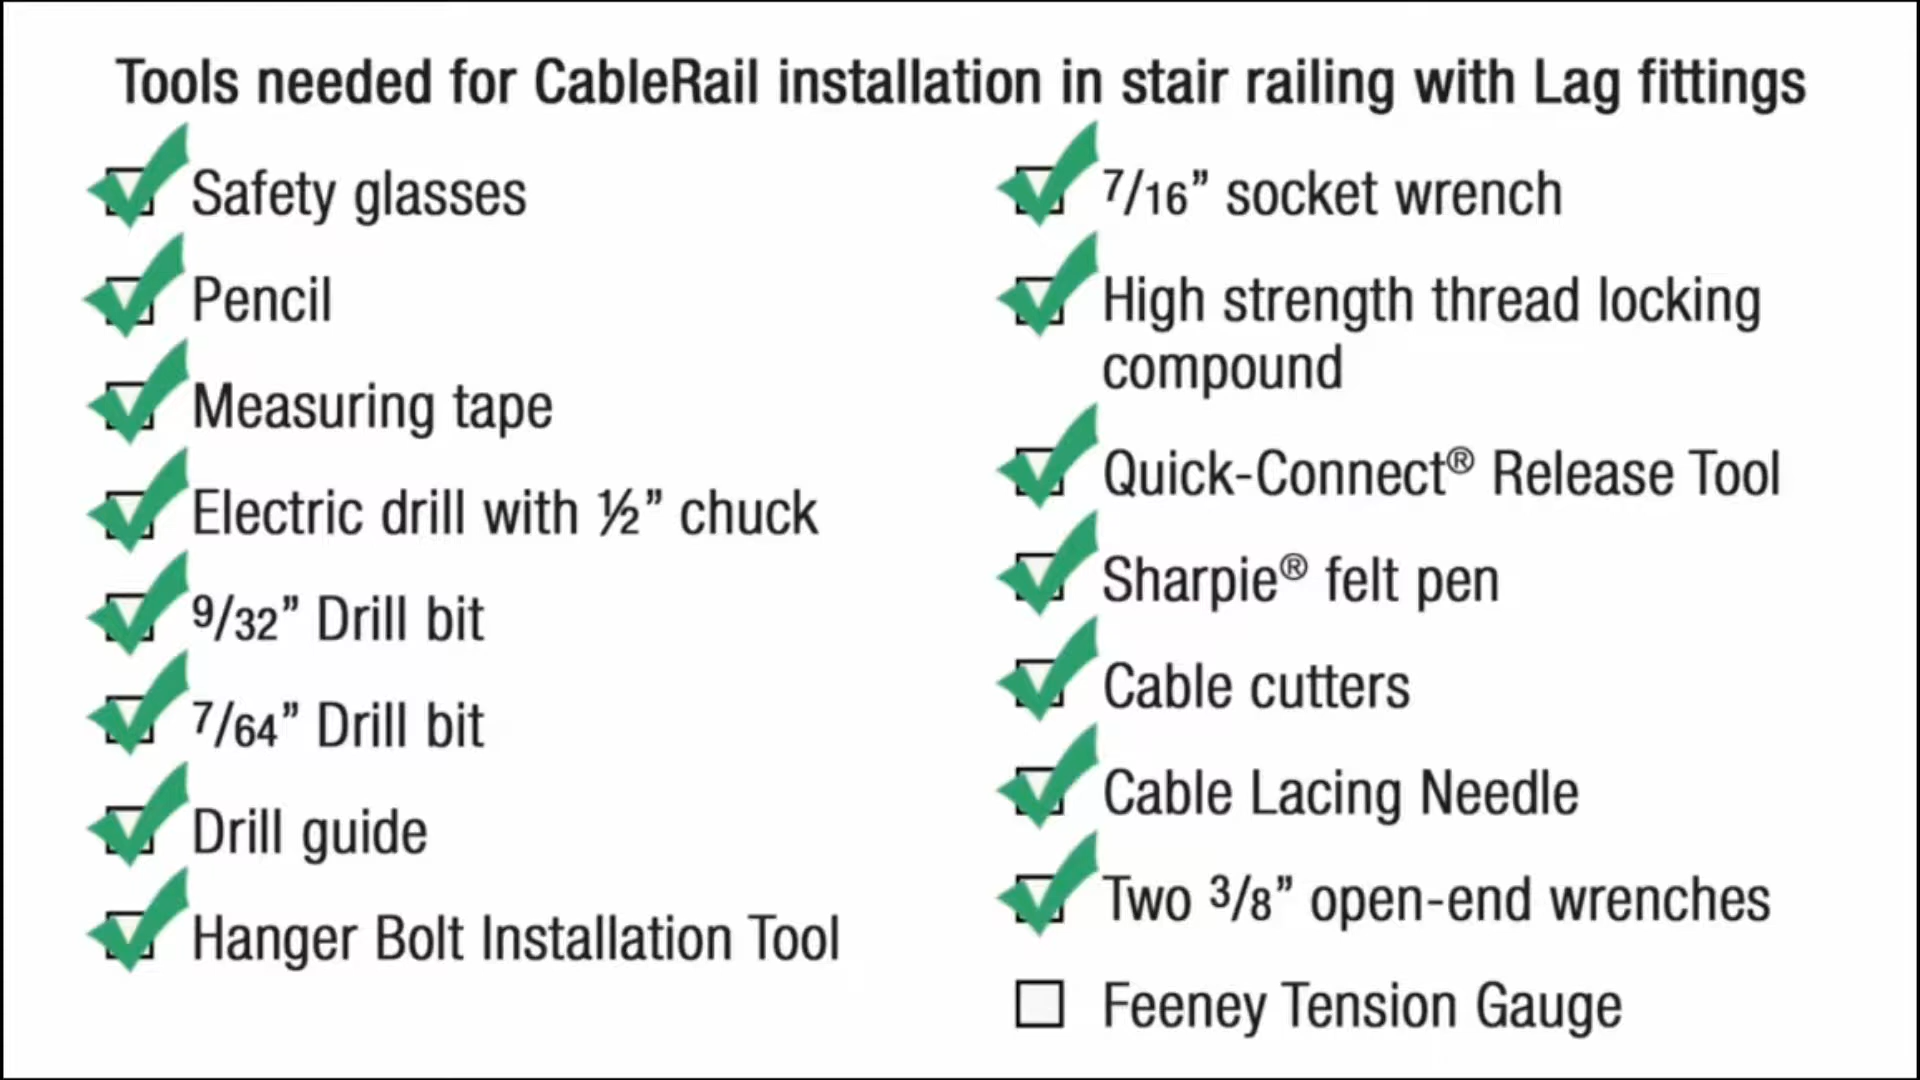 Tools needed for CableRail installation in stair railing with Lag fittings
Safety glasses
Pencil
Measuring tape
Electric drill with ½” chuck
9/32” Drill bit
7/64” Drill bit
Drill guide
Hanger Bolt Installation Tool
7/16” socket wrench
High strength thread locking
compound
Quick-Connect® Release Tool
Sharpie® felt pen
Cable cutters
Cable Lacing Needle
Two 3/8” open-end wrenches
Feeney Tension Gauge